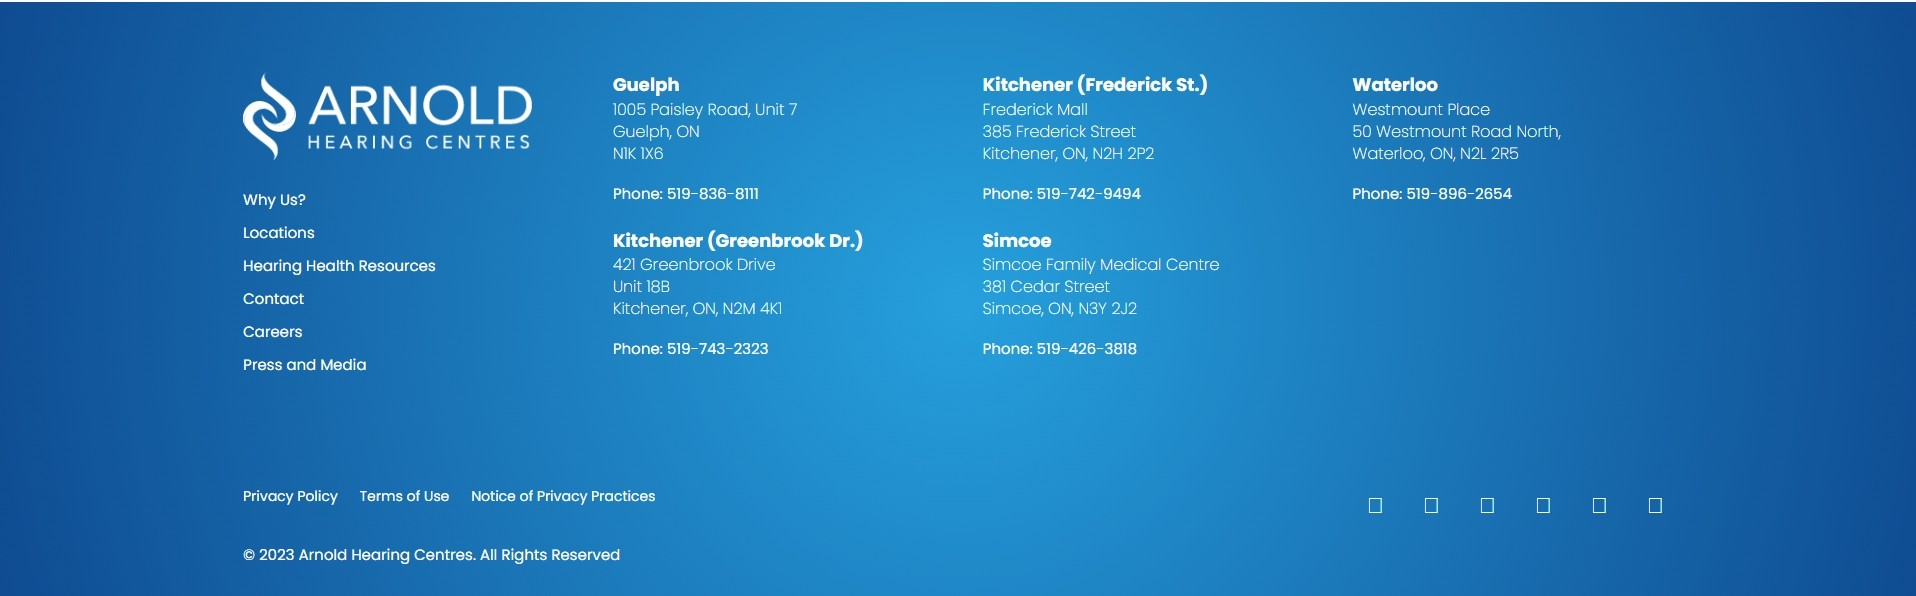 ARNOLD
HEARING CENTRES
Why Us?
Locations
Hearing Health Resources
Contact
Careers
Press and Media
Guelph
1005 Paisley Road, Unit 7
Guelph, ON
N1K 1X6
Phone: 519-836-8111
Kitchener (Greenbrook Dr.)
421 Greenbrook Drive
Unit 18B
Kitchener, ON, N2M 4K1
Phone: 519-743-2323
Kitchener (Frederick St.)
Frederick Mall
385 Frederick Street
Kitchener, ON, N2H 2P2
Phone: 519-742-9494
Simcoe
Simcoe Family Medical Centre
381 Cedar Street
Simcoe, ON, N3Y 2J2
Phone: 519-426-3818
Waterloo
Westmount Place
50 Westmount Road North,
Waterloo, ON, N2L 2R5
Phone: 519-896-2654
Privacy Policy Terms of Use Notice of Privacy Practices
© 2023 Arnold Hearing Centres. All Rights Reserved